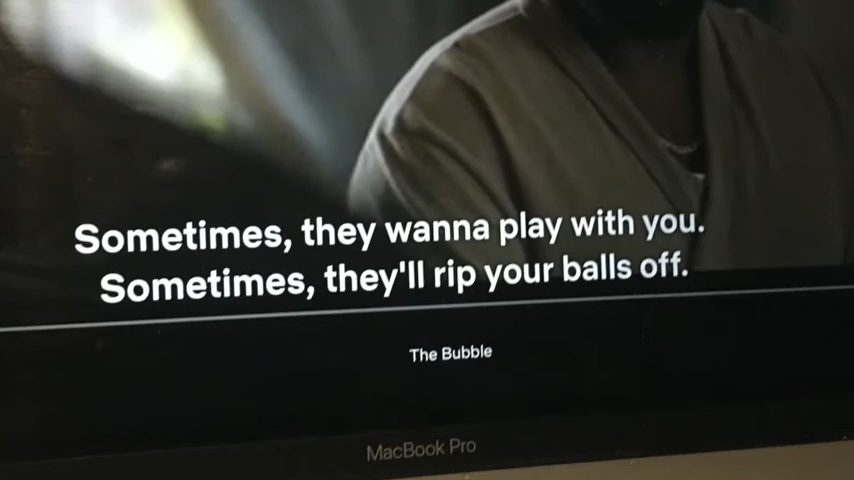 Sometimes, they wanna play with you.
Sometimes, they'll rip your balls off.
The Bubble
MacBook Pro